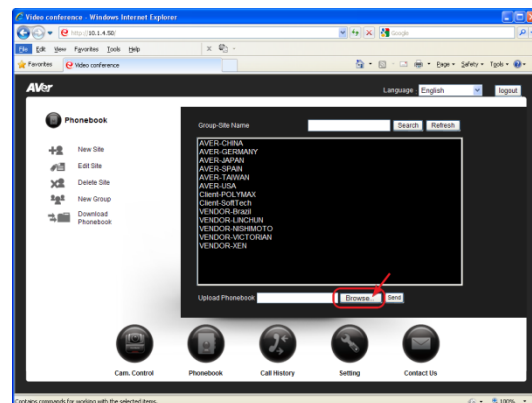 Video conference - Windows Internet Explorer
http://10.1.4.50/
Google
File Edit View Favorites Tools Help
Favorites Video conference
Page Safety Tools
AVer
Language : English logout
Phonebook
Group-Site Name Search Refresh
New Site
Edit Site
Delete Site
New Group
Download Phonebook
AVER-CHINA
AVER-GERMANY
AVER-JAPAN
AVER-SPAIN
AVER-TAIWAN
AVER-USA
Client-POLYMAX
Client-SoftTech
VENDOR-Brazil
VENDOR-LINCHUN
VENDOR-NISHIMOTO
VENDOR-VICTORIAN
VENDOR-XEN
Upload Phonebook Browse... Send
Cam. Control Phonebook Call History Setting Contact Us
Contains commands for working with the selected items. 100%